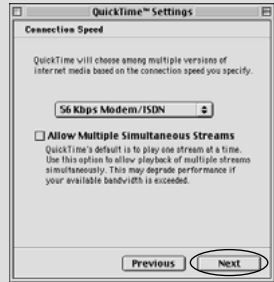 QuickTime™ Settings
Connection Speed
QuickTime will choose among multiple versions of
internet media based on the connection speed you specify.
56 Kbps Modem/ISDN
Allow Multiple Simultaneous Streams
QuickTime's default is to play one stream at a time.
Use this option to allow playback of multiple streams
simultaneously. This may degrade performance if
your available bandwidth is exceeded.
Previous Next